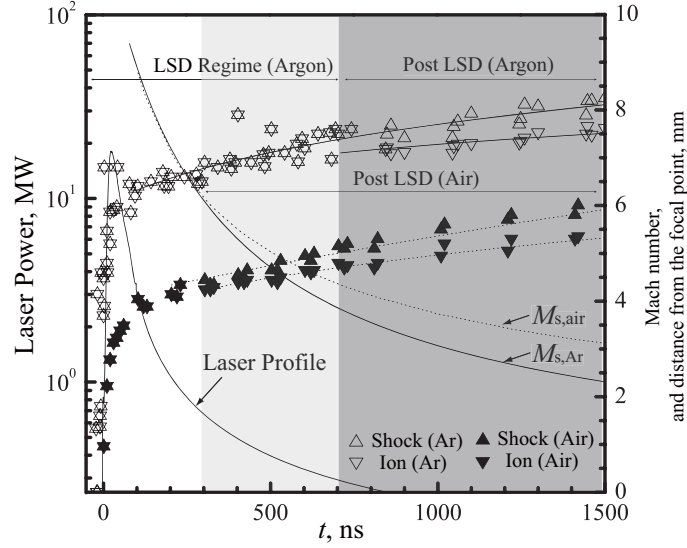 10²
10¹
10⁰
Laser Power, MW
LSD Regime (Argon)
Post LSD (Argon)
Post LSD (Air)
Laser Profile
Ms,air
Ms,Ar
Shock (Ar)
Shock (Air)
Ion (Ar)
Ion (Air)
10
8
6
4
2
0
Mach number,
and distance from the focal point, mm
0
500
1000
1500
t, ns